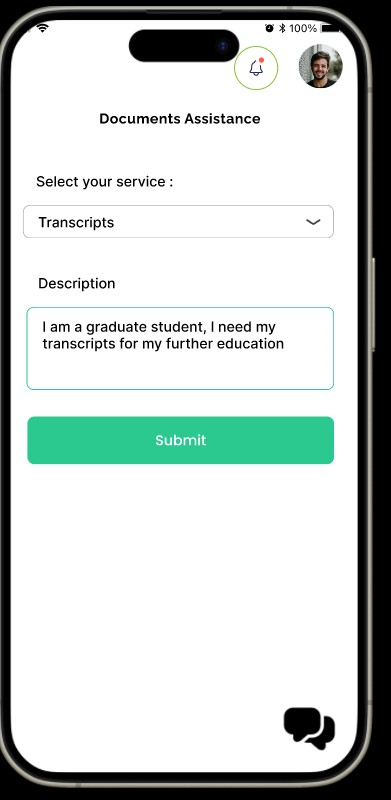 100%
Documents Assistance
Select your service :
Transcripts
Description
I am a graduate student, I need my
transcripts for my further education
Submit